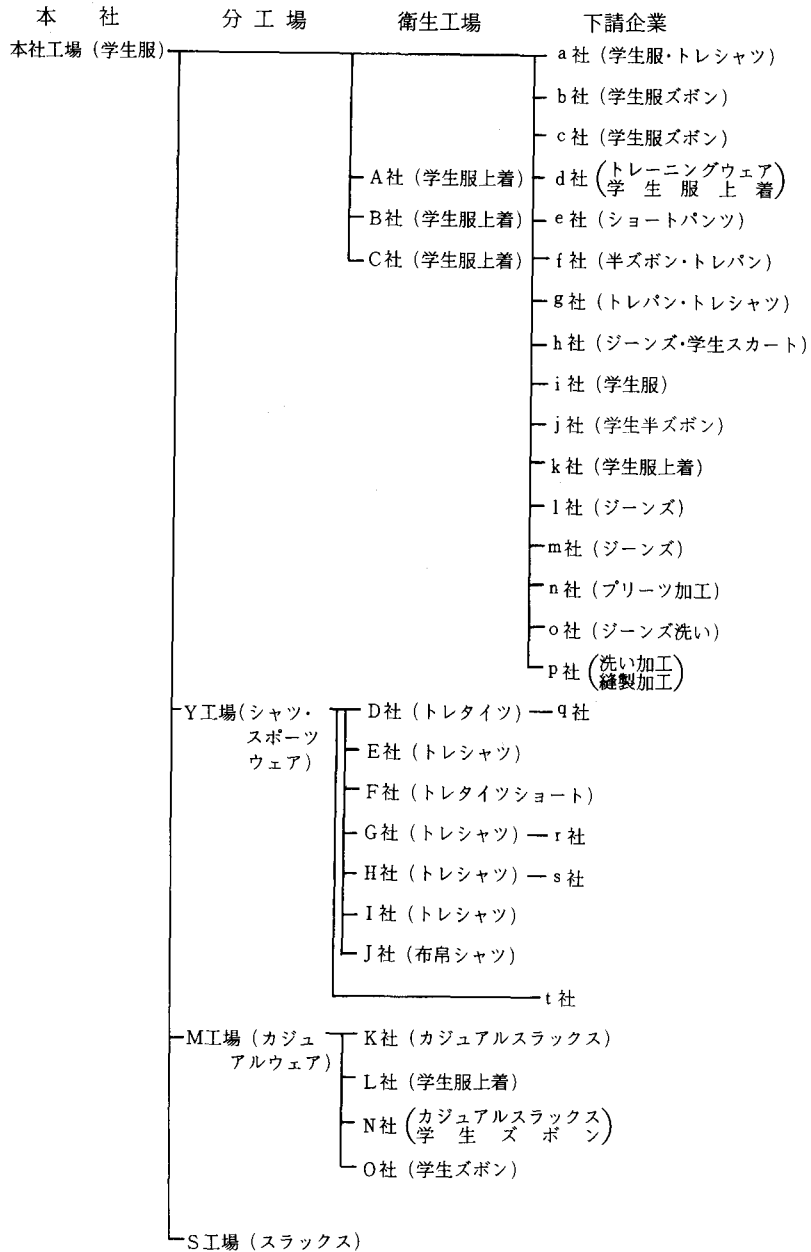 本社 分工場 衛生工場 下請企業
本社工場（学生服） a社（学生服・トレシャツ）
b社（学生服ズボン）
c社（学生服ズボン）
A社（学生服上着） d社（トレーニングウェア
学生服上着）
B社（学生服上着） e社（ショートパンツ）
C社（学生服上着） f社（半ズボン・トレパン）
g社（トレパン・トレシャツ）
h社（ジーンズ・学生スカート）
i社（学生服）
j社（学生半ズボン）
k社（学生服上着）
l社（ジーンズ）
m社（ジーンズ）
n社（プリーツ加工）
o社（ジーンズ洗い）
p社（洗い加工
縫製加工）
Y工場（シャツ・ D社（トレタイツ） q社
スポーツ
ウェア）
E社（トレシャツ）
F社（トレタイツショート）
G社（トレシャツ） r社
H社（トレシャツ） s社
I社（トレシャツ）
J社（布帛シャツ）
t社
M工場（カジュ K社（カジュアルスラックス）
アルウェア）
L社（学生服上着）
N社（カジュアルスラックス
学生ズボン）
O社（学生ズボン）
S工場（スラックス）